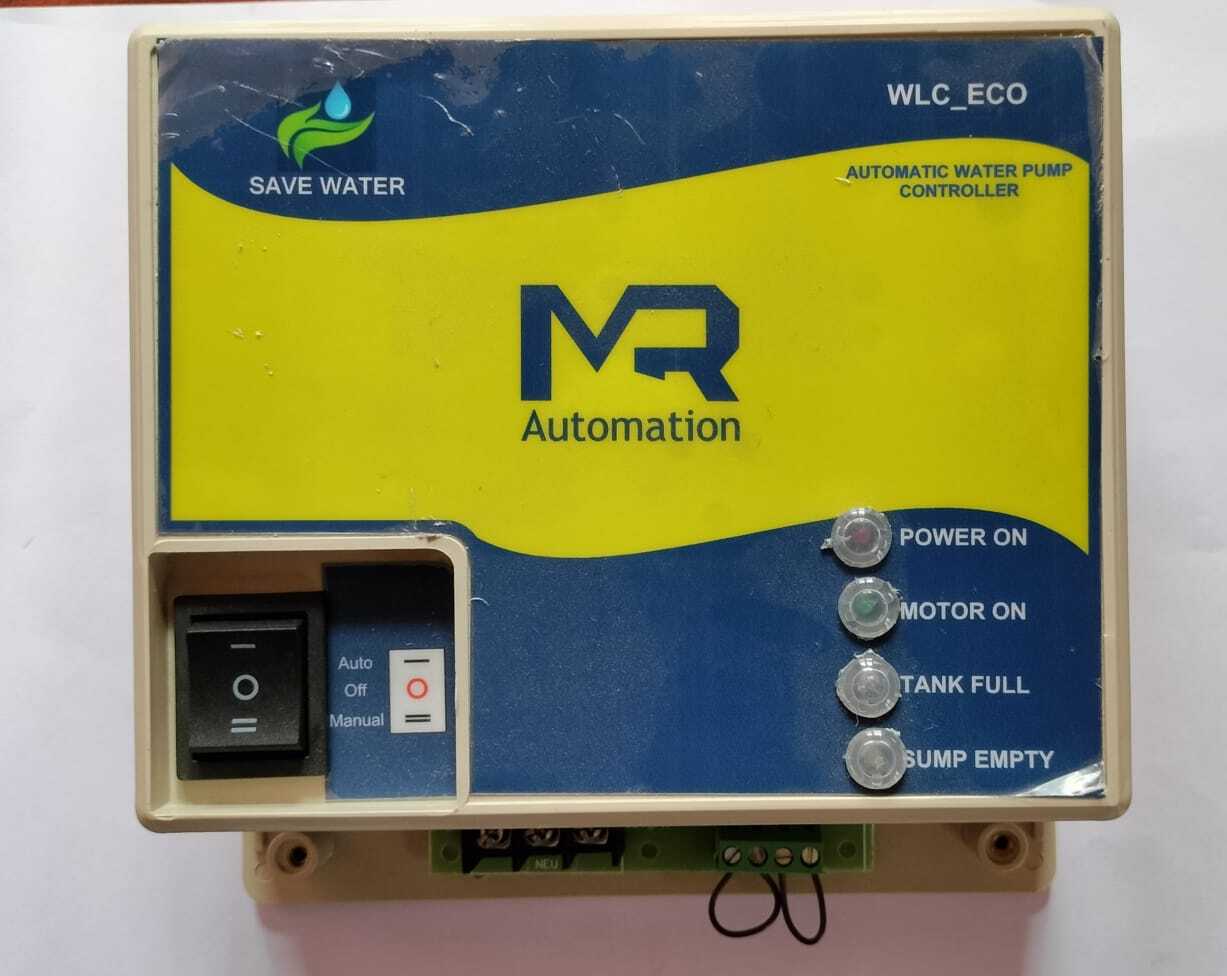 WLC_ECO
SAVE WATER
AUTOMATIC WATER PUMP
CONTROLLER
MR
Automation
POWER ON
MOTOR ON
TANK FULL
SUMP EMPTY
Auto
Off
Manual
NEU